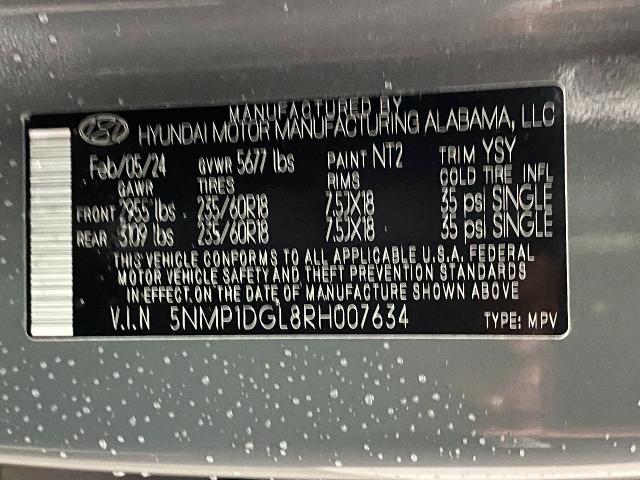 MANUFACTURED BY
HYUNDAI MOTOR MANUFACTURING ALABAMA, LLC
Feb/05/24 GVWR 5677 lbs PAINT NT2 TRIM YSY
GAWR TIRES RIMS COLD TIRE INFL
FRONT 2955 lbs 235/60R18 7.5JX18 35 psi SINGLE
REAR 3109 lbs 235/60R18 7.5JX18 35 psi SINGLE
THIS VEHICLE CONFORMS TO ALL APPLICABLE U.S.A. FEDERAL
MOTOR VEHICLE SAFETY AND THEFT PREVENTION STANDARDS
IN EFFECT ON THE DATE OF MANUFACTURE SHOWN ABOVE
V.I.N 5NMP1DGL8RH007634 TYPE: MPV